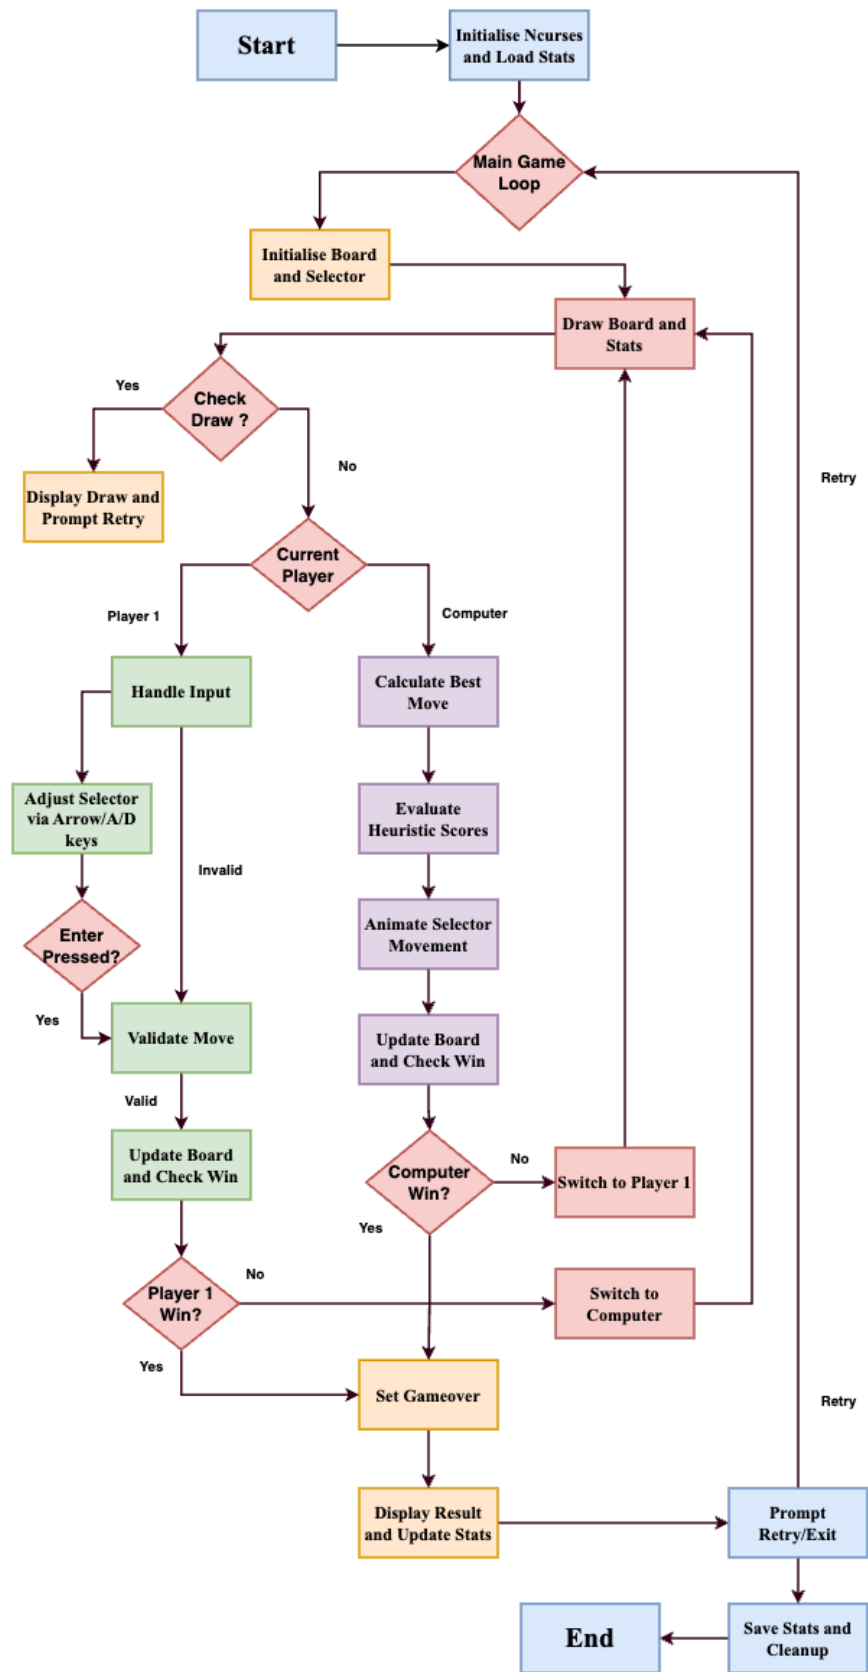 Start
Initialise Ncurses
and Load Stats
Main Game
Loop
Initialise Board
and Selector
Draw Board and
Stats
Yes
Check
Draw ?
No
Retry
Display Draw and
Prompt Retry
Current
Player
Player 1
Computer
Handle Input
Calculate Best
Move
Adjust Selector
via Arrow/A/D
keys
Evaluate
Heuristic Scores
Invalid
Enter
Pressed?
Animate Selector
Movement
Yes
Validate Move
Update Board
and Check Win
Valid
Update Board
and Check Win
Computer
Win?
No
Switch to Player 1
Yes
Player 1
Win?
No
Switch to
Computer
Yes
Set Gameover
Retry
Display Result
and Update Stats
Prompt
Retry/Exit
End
Save Stats and
Cleanup